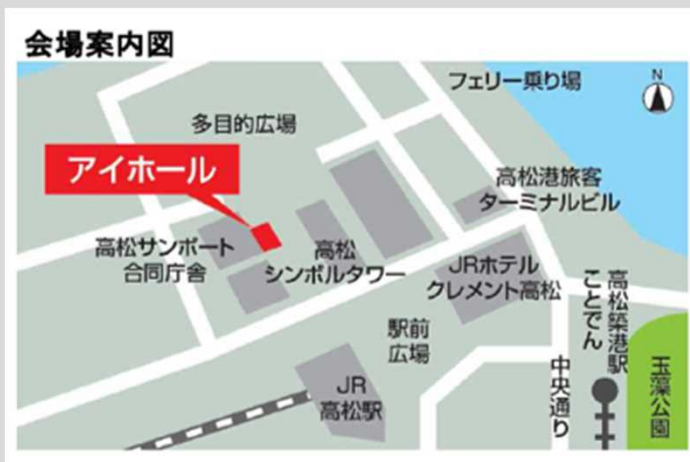 会場案内図
N
フェリー乗り場
多目的広場
アイホール
高松港旅客
ターミナルビル
高松サンポート
合同庁舎
高松
シンボルタワー
JRホテル
クレメント高松
高松築港駅
ことでん
駅前
広場
中央通り
玉藻公園
JR
高松駅